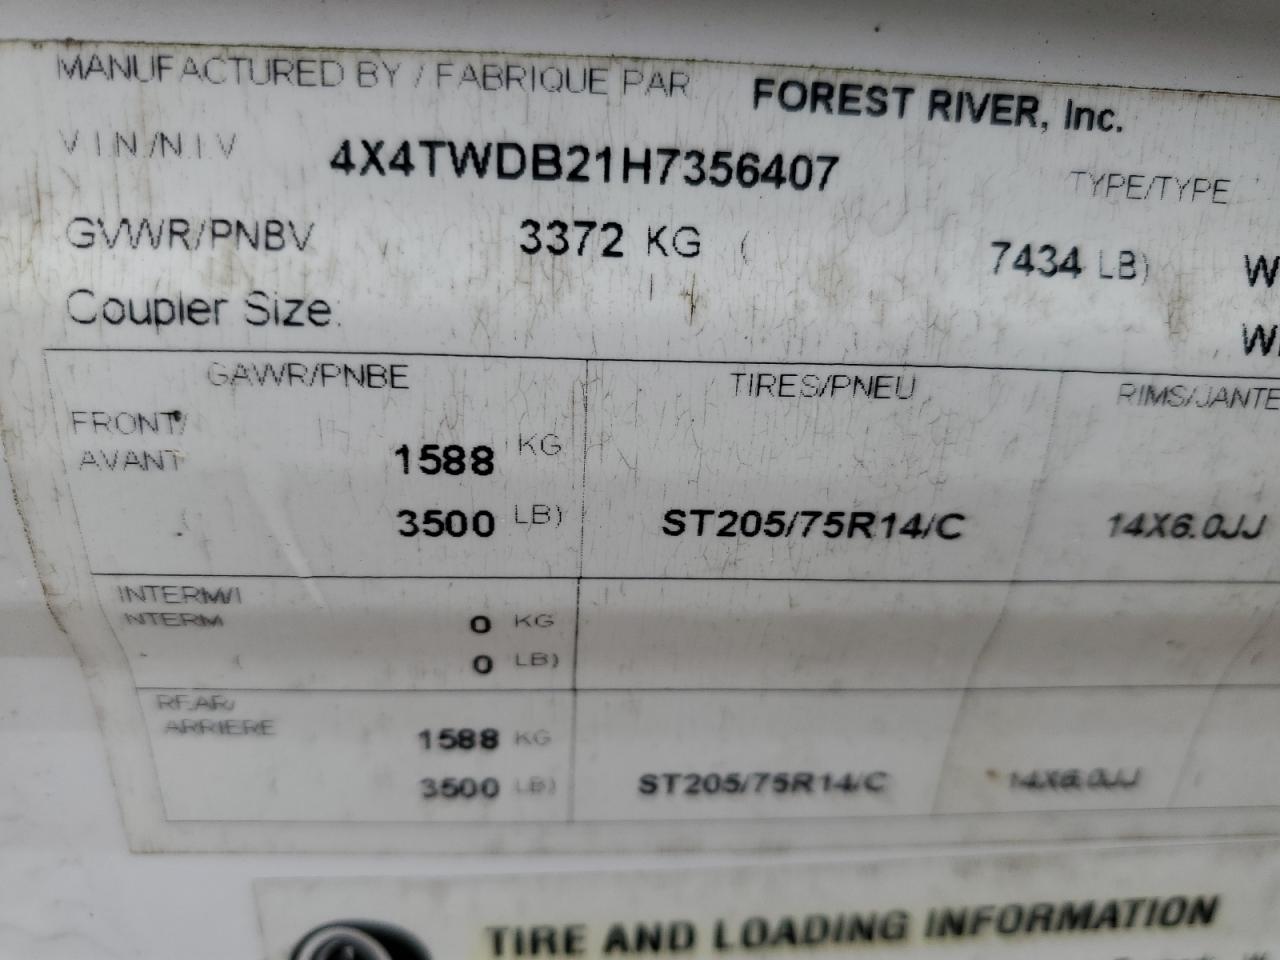 MANUFACTURED BY / FABRIQUE PAR FOREST RIVER, Inc.
V I N / N I V 4X4TWDB21H7356407 TYPE/TYPE
GVWR/PNBV 3372 KG ( 7434 LB)
Coupler Size:
GAWR/PNBE TIRES/PNEU RIMS/JANTE
FRONT/
AVANT 1588 KG
3500 LB) ST205/75R14/C 14X6.0JJ
INTERM/I
NTERM 0 KG
( 0 LB)
REAR/
ARRIERE 1588 KG
( 3500 LB) ST205/75R14/C 14X6.0JJ
TIRE AND LOADING INFORMATION